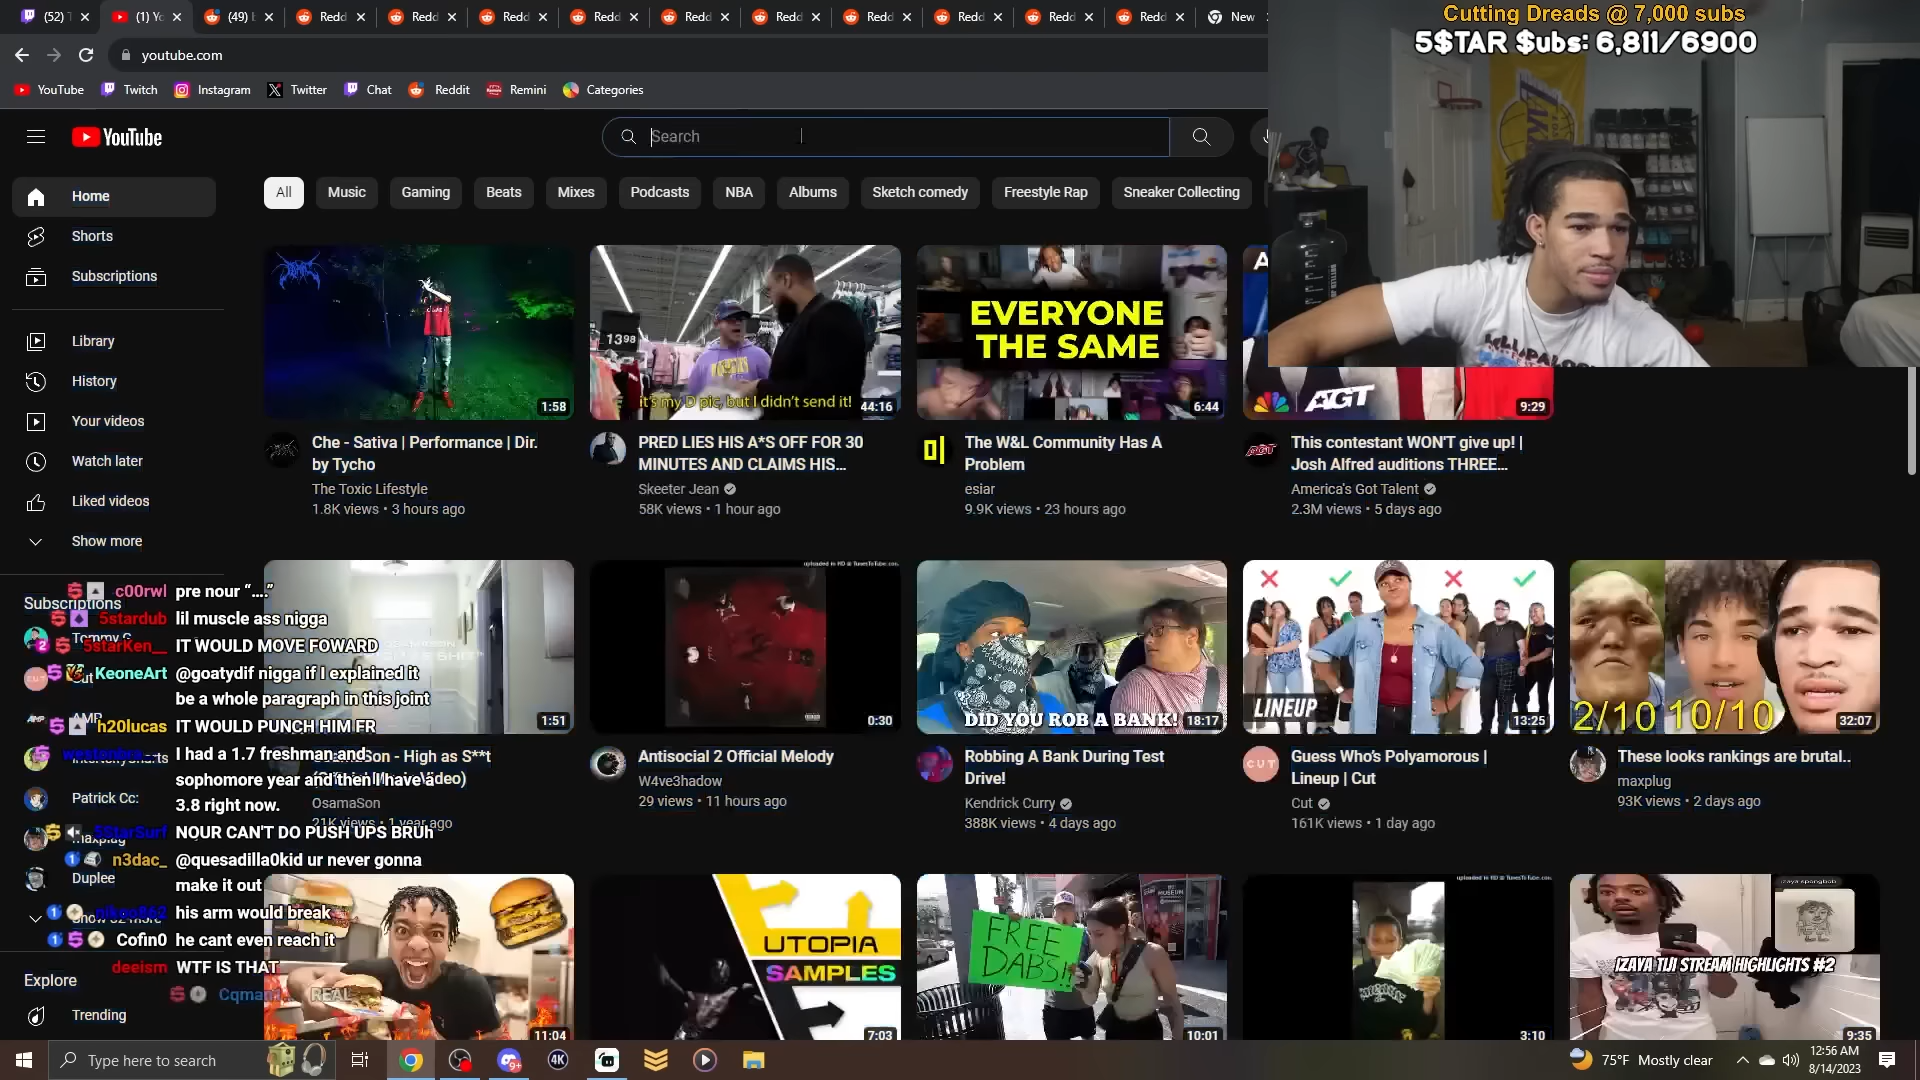 (52) T
(1) Yo
(49)
Redd
Redd
Redd
Redd
Redd
Redd
Redd
Redd
Redd
Redd
New
youtube.com
YouTube
Twitch
Instagram
Twitter
Chat
Reddit
Remini
Categories
Cutting Dreads @ 7,000 subs
5$TAR $ubs: 6,811/6900
YouTube
Search
Home
Shorts
Subscriptions
Library
History
Your videos
Watch later
Liked videos
Show more
All
Music
Gaming
Beats
Mixes
Podcasts
NBA
Albums
Sketch comedy
Freestyle Rap
Sneaker Collecting
1:58
Che - Sativa | Performance | Dir.
by Tycho
The Toxic Lifestyle
1.8K views • 3 hours ago
1398
it's my D pic, but I didn't send it!
44:16
PRED LIES HIS A*S OFF FOR 30
MINUTES AND CLAIMS HIS...
Skeeter Jean
58K views • 1 hour ago
EVERYONE
THE SAME
6:44
The W&L Community Has A
Problem
esiar
9.9K views • 23 hours ago
AGT
9:29
This contestant WON'T give up! |
Josh Alfred auditions THREE...
America's Got Talent
2.3M views • 5 days ago
Subscriptions
c00rwl pre nour “....”
5stardub lil muscle ass nigga
5starKen__ IT WOULD MOVE FOWARD
KeoneArt @goatydif nigga if I explained it
be a whole paragraph in this joint
h20lucas IT WOULD PUNCH HIM FR
I had a 1.7 freshman and
sophomore year and then I have a
3.8 right now.
5StarSurf NOUR CAN'T DO PUSH UPS BRUh
n3dac_ @quesadilla0kid ur never gonna
make it out
his arm would break
Cofin0 he cant even reach it
deeism WTF IS THAT
REAL
Cut
AMP
Patrick Cc:
maxplug
Duplee
Explore
Trending
1:51
Son - High as S**t
OsamaSon
21K views • 1 year ago
uploaded in HD @ TunesToTube.com
0:30
Antisocial 2 Official Melody
W4ve3hadow
29 views • 11 hours ago
DID YOU ROB A BANK!
18:17
Robbing A Bank During Test
Drive!
Kendrick Curry
388K views • 4 days ago
LINEUP
13:25
Guess Who's Polyamorous |
Lineup | Cut
Cut
161K views • 1 day ago
2/10 10/10
32:07
These looks rankings are brutal..
maxplug
93K views • 2 days ago
11:04
UTOPIA
SAMPLES
7:03
FREE
DABS!!
10:01
uploaded in HD @ TunesToTube.com
3:10
izaya spongbob
IZAYA TIJI STREAM HIGHLIGHTS #2
9:35
Type here to search
9+
4K
75°F Mostly clear
12:56 AM
8/14/2023